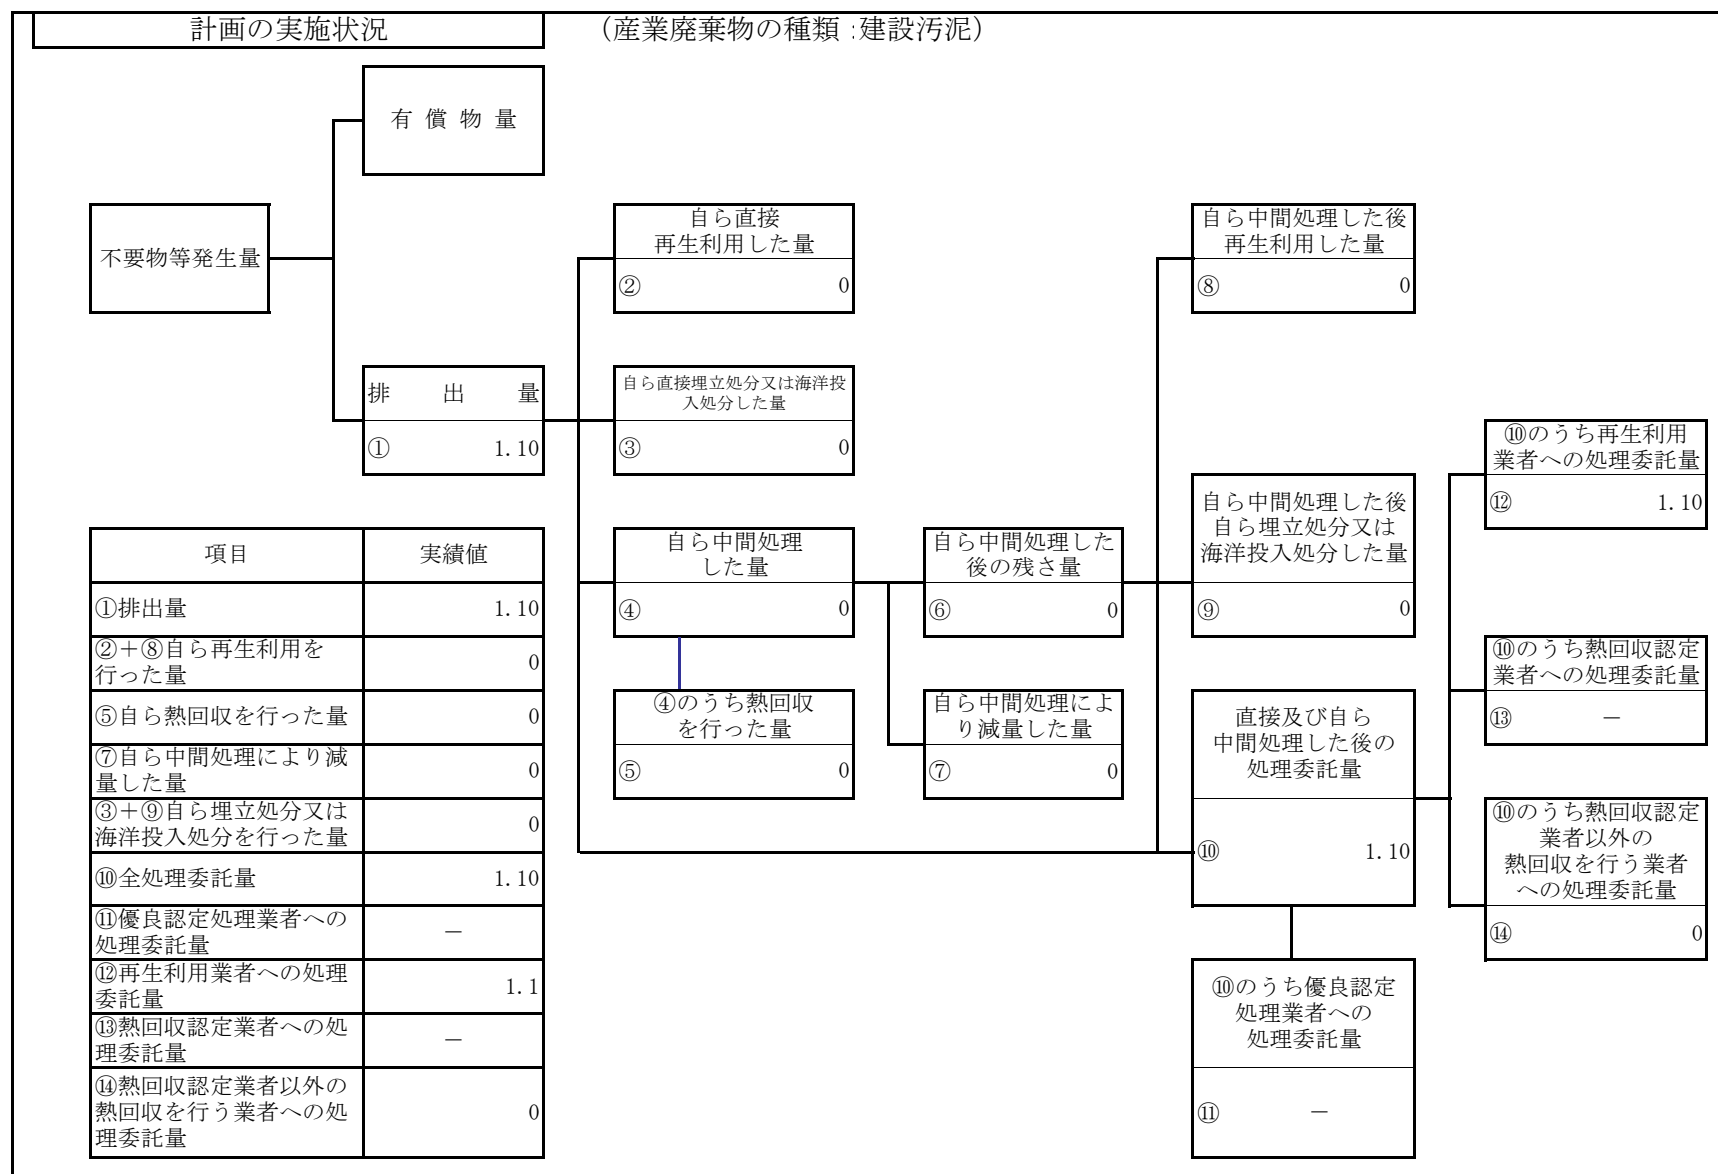 計画の実施状況
（産業廃棄物の種類:建設汚泥）
有償物量
不要物等発生量
排出量
① 1.10
自ら直接
再生利用した量
② 0
自ら直接埋立処分又は海洋投
入処分した量
③ 0
自ら中間処理
した量
④ 0
④のうち熱回収
を行った量
⑤ 0
自ら中間処理した
後の残さ量
⑥ 0
自ら中間処理によ
り減量した量
⑦ 0
自ら中間処理した後
再生利用した量
⑧ 0
自ら中間処理した後
自ら埋立処分又は
海洋投入処分した量
⑨ 0
直接及び自ら
中間処理した後の
処理委託量
⑩ 1.10
⑩のうち優良認定
処理業者への
処理委託量
⑪ －
⑩のうち再生利用
業者への処理委託量
⑫ 1.10
⑩のうち熱回収認定
業者への処理委託量
⑬ －
⑩のうち熱回収認定
業者以外の
熱回収を行う業者
への処理委託量
⑭ 0
項目 実績値
①排出量 1.10
②＋⑧自ら再生利用を
行った量 0
⑤自ら熱回収を行った量 0
⑦自ら中間処理により減
量した量 0
③＋⑨自ら埋立処分又は
海洋投入処分を行った量 0
⑩全処理委託量 1.10
⑪優良認定処理業者への
処理委託量 －
⑫再生利用業者への処理
委託量 1.1
⑬熱回収認定業者への処
理委託量 －
⑭熱回収認定業者以外の
熱回収を行う業者への処
理委託量 0